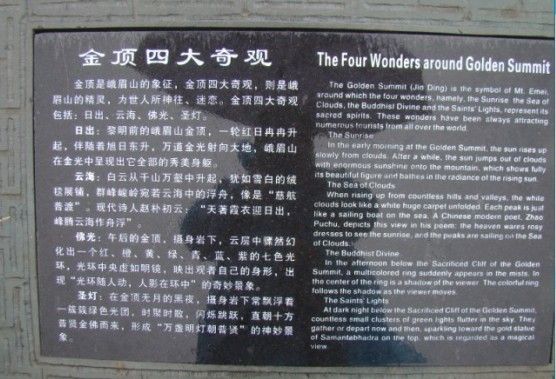 金顶四大奇观
金顶是峨眉山的象征，金顶四大奇观，则是峨
眉山的精灵，为世人所神往、迷恋。金顶四大奇观
包括：日出、云海、佛光、圣灯。
日出：黎明前的峨眉山金顶，一轮红日冉冉升
起，伴随着旭日东升，万道金光射向大地，峨眉山
在金光中呈现出它全部的秀美身躯。
云海：白云从千山万壑中升起，犹如雪白的绒
毯展铺，群峰峻岭宛若云海中的浮舟，像是“慈航
普渡”。现代诗人赵朴初云：“天著霞衣迎日出，
峰腾云海作舟浮”。
佛光：午后的金顶，摄身岩下，云层中骤然幻
化出一个红、橙、黄、绿、青、蓝、紫的七色光
环，光环中央虚如明镜，映出观看自己的身形，出
现“光环随人动，人影在环中”的奇妙景象。
圣灯：在金顶无月的黑夜，摄身岩下常飘浮着
一簇簇绿色光团，时聚时散，闪烁跳跃，直朝十方
普贤金佛而来，形成“万盏明灯朝普贤”的神妙景
象。
The Four Wonders around Golden Summit
The Golden Summit (Jin Ding) is the symbol of Mt. Emei,
around which the four wonders, namely, the Sunrise, the Sea of
Clouds, the Buddhist Divine and the Saints' Lights, represent its
sacred spirits. These wonders have been always attracting
numerous tourists from all over the world.
The Sunrise
In the early morning at the Golden Summit, the sun rises up
slowly from clouds. After a while, the sun jumps out of clouds
with enormous sunshine onto the mountain, which shows fully
its beautiful figure and bathes in the radiance of the rising sun.
The Sea of Clouds
When rising up from countless hills and valleys, the white
clouds look like a white huge carpet unfolded. Each peak is just
like a sailing boat on the sea. A Chinese modern poet, Zhao
Puchu, depicts this view in his poem: the heaven wares rosy
dresses to see the sunrise, and the peaks are sailing on the Sea
of Clouds.
The Buddhist Divine
In the afternoon below the Sacrificed Cliff of the Golden
Summit, a multicolored ring suddenly appears in the mists. In
the center of the ring is a shadow of the viewer. The colorful ring
follows the shadow as the viewer moves.
The Saints' Lights
At dark night below the Sacrificed Cliff of the Golden Summit,
countless small clusters of green lights flutter in the sky. They
gather or depart now and then, sparkling toward the gold statue
of Samantabhadra on the top, which is regarded as a magical
view.